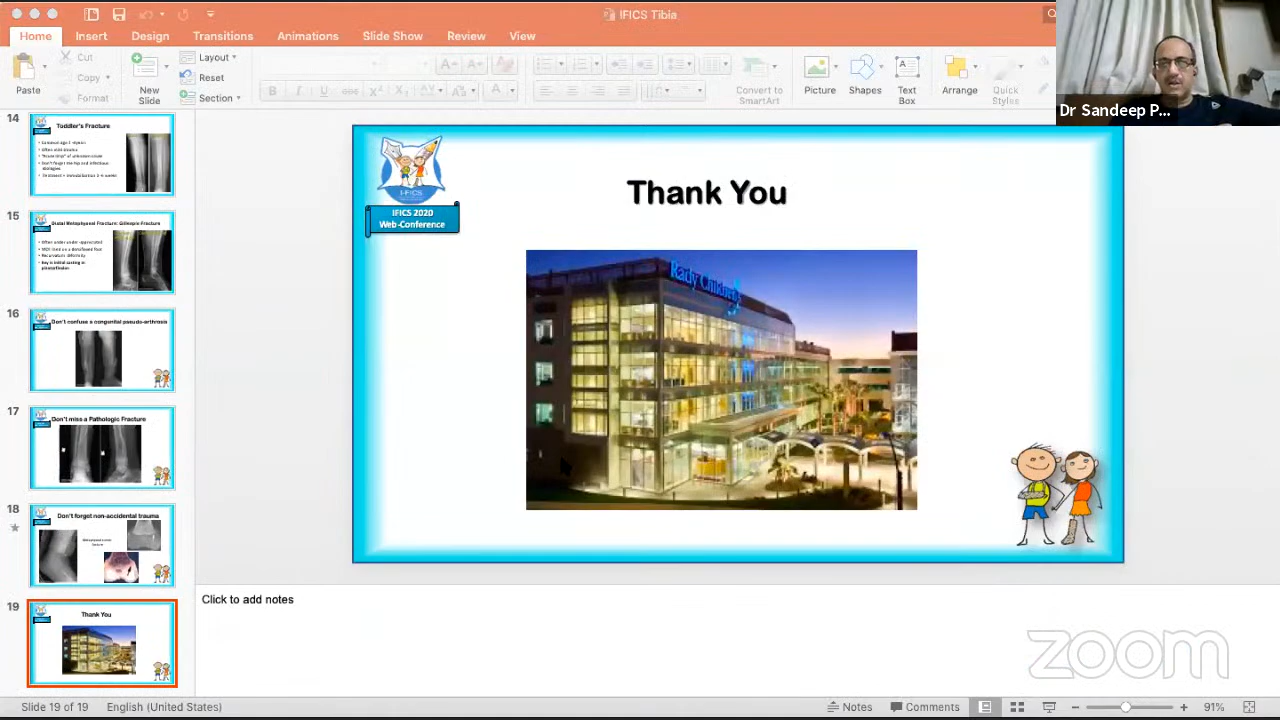 IFICS Tibia
Home Insert Design Transitions Animations Slide Show Review View
Paste
Cut
Copy
Format
New
Slide
Layout
Reset
Section
Convert to
SmartArt
Picture
Shapes
Text
Box
Arrange
Quick
Styles
Dr Sandeep P...
14
Toddler's Fracture
15
Distal Metaphyseal Fracture: Gillespie Fracture
16
Don't confuse a congenital pseudo-arthrosis
17
Don't miss a Pathologic Fracture
18
Don't forget non-accidental trauma
19
Thank You
I-FICS
IFICS 2020
Web-Conference
Thank You
Rady Children's
Click to add notes
zoom
Slide 19 of 19
English (United States)
Notes
Comments
91%